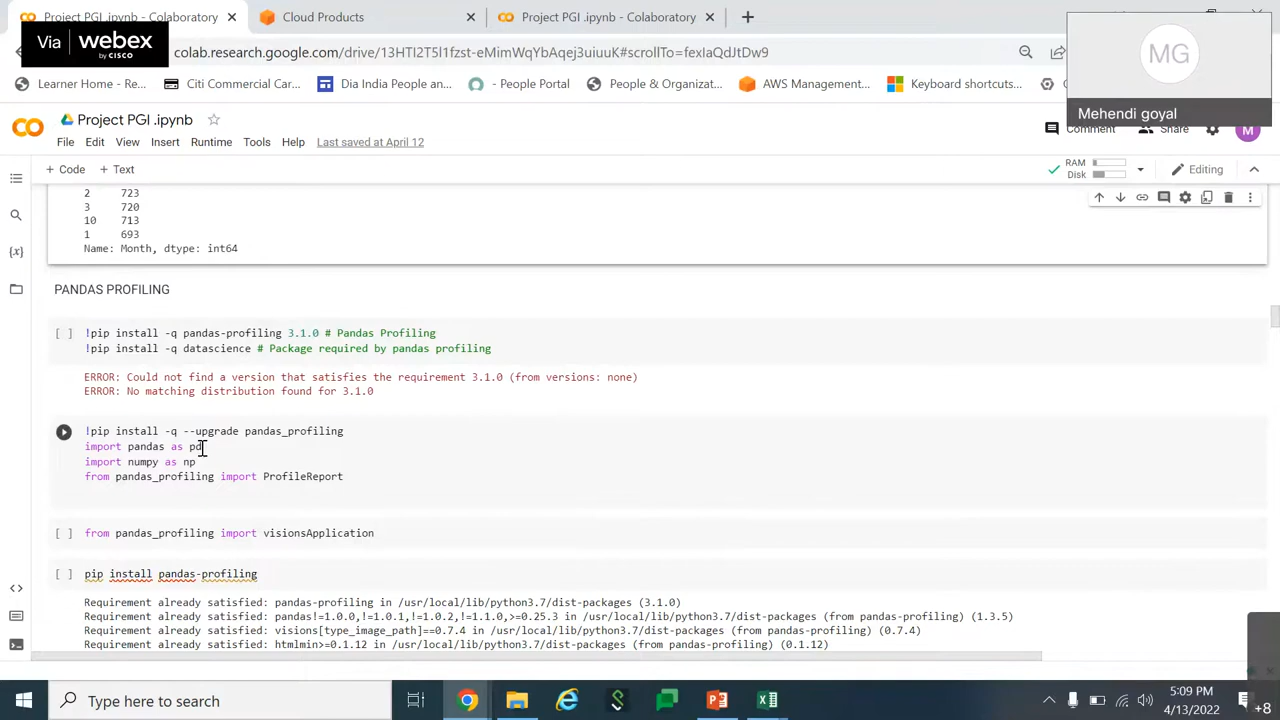 Project PGI .ipynb - Colaboratory
Cloud Products
Project PGI .ipynb - Colaboratory
Via webex
by CISCO
colab.research.google.com/drive/13HTI2T5l1fzst-eMimWqYbAqej3uiuuK#scrollTo=fexIaQdJtDw9
MG
Mehendi goyal
Learner Home - Re...
Citi Commercial Car...
Dia India People an...
- People Portal
People & Organizat...
AWS Management...
Keyboard shortcuts...
Project PGI .ipynb
File Edit View Insert Runtime Tools Help Last saved at April 12
Comment
Share
M
+ Code + Text
RAM
Disk
Editing
2 723
3 720
10 713
1 693
Name: Month, dtype: int64
PANDAS PROFILING
[ ] !pip install -q pandas-profiling 3.1.0 # Pandas Profiling
!pip install -q datascience # Package required by pandas profiling
ERROR: Could not find a version that satisfies the requirement 3.1.0 (from versions: none)
ERROR: No matching distribution found for 3.1.0
!pip install -q --upgrade pandas_profiling
import pandas as pd
import numpy as np
from pandas_profiling import ProfileReport
[ ] from pandas_profiling import visionsApplication
[ ] pip install pandas-profiling
Requirement already satisfied: pandas-profiling in /usr/local/lib/python3.7/dist-packages (3.1.0)
Requirement already satisfied: pandas!=1.0.0,!=1.0.1,!=1.0.2,!=1.1.0,>=0.25.3 in /usr/local/lib/python3.7/dist-packages (from pandas-profiling) (1.3.5)
Requirement already satisfied: visions[type_image_path]==0.7.4 in /usr/local/lib/python3.7/dist-packages (from pandas-profiling) (0.7.4)
Requirement already satisfied: htmlmin>=0.1.12 in /usr/local/lib/python3.7/dist-packages (from pandas-profiling) (0.1.12)
Type here to search
5:09 PM
4/13/2022
+8